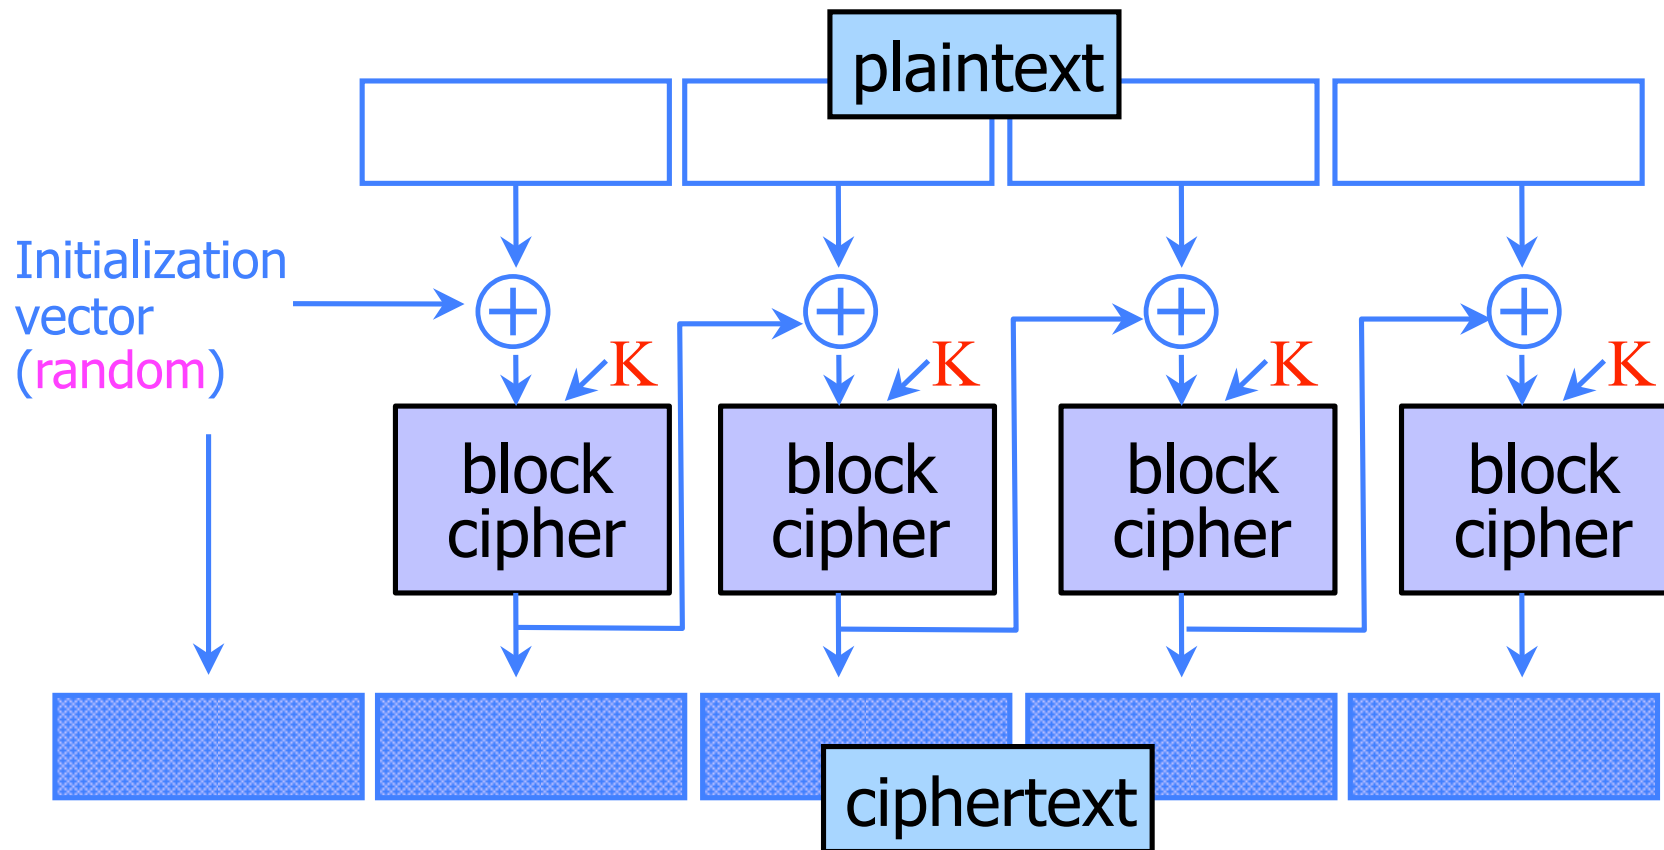 plaintext
Initialization
vector
(random)
K
K
K
K
block
cipher
block
cipher
block
cipher
block
cipher
ciphertext